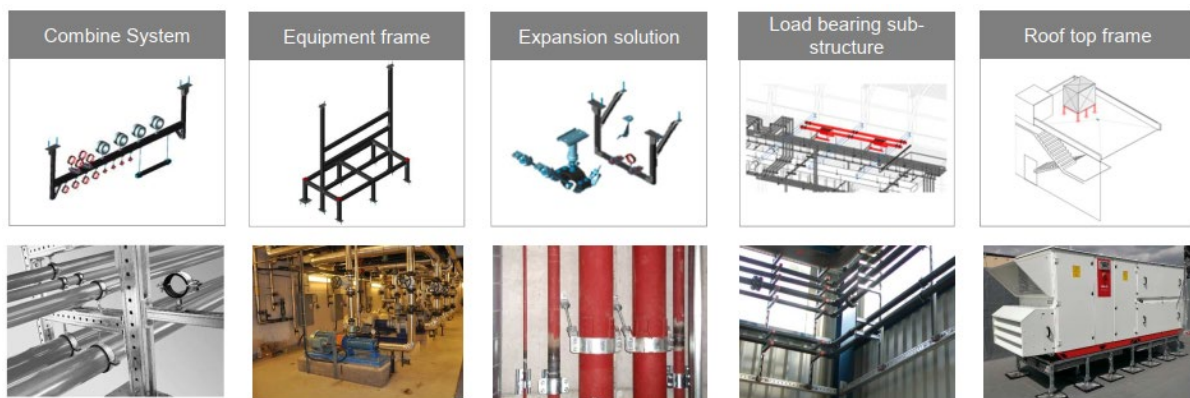 Combine System
Equipment frame
Expansion solution
Load bearing sub-
structure
Roof top frame